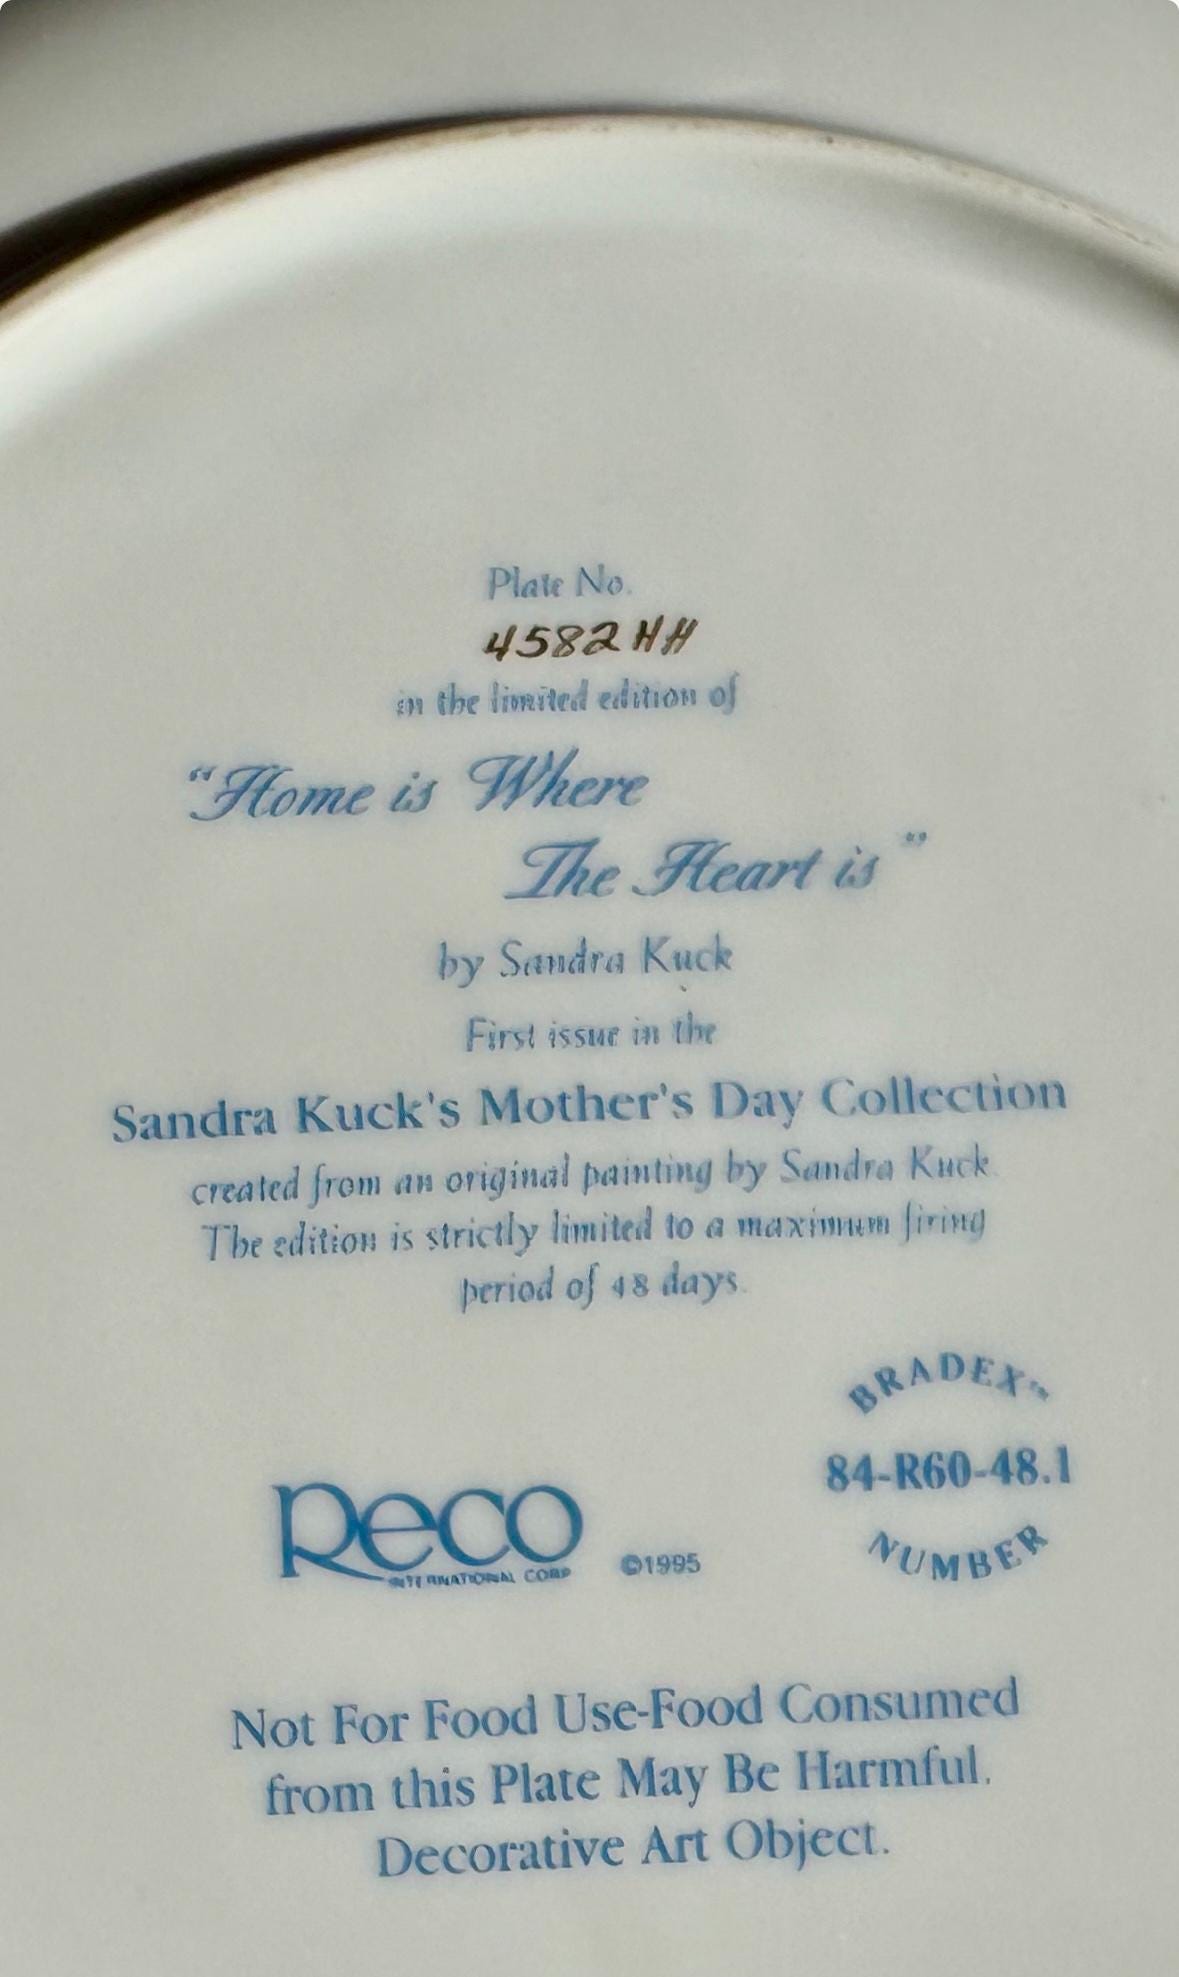 Plate No.
4582HH
in the limited edition of
“Home is Where
The Heart is”
by Sandra Kuck
First issue in the
Sandra Kuck's Mother's Day Collection
created from an original painting by Sandra Kuck.
The edition is strictly limited to a maximum firing
period of 48 days.
BRADEX™
84-R60-48.1
NUMBER
Reco
INTERNATIONAL CORP
©1995
Not For Food Use-Food Consumed
from this Plate May Be Harmful.
Decorative Art Object.